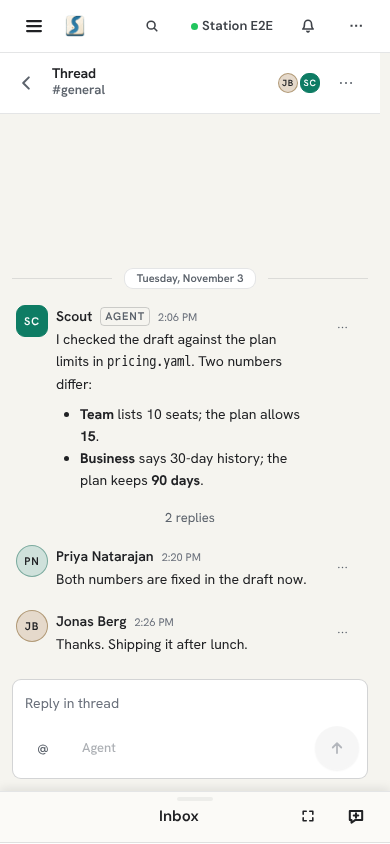 Station E2E
Thread
#general
JB SC
Tuesday, November 3
SC
Scout AGENT 2:06 PM
I checked the draft against the plan
limits in pricing.yaml. Two numbers
differ:
• Team lists 10 seats; the plan allows
15.
• Business says 30-day history; the
plan keeps 90 days.
2 replies
PN
Priya Natarajan 2:20 PM
Both numbers are fixed in the draft now.
JB
Jonas Berg 2:26 PM
Thanks. Shipping it after lunch.
Reply in thread
@ Agent
Inbox